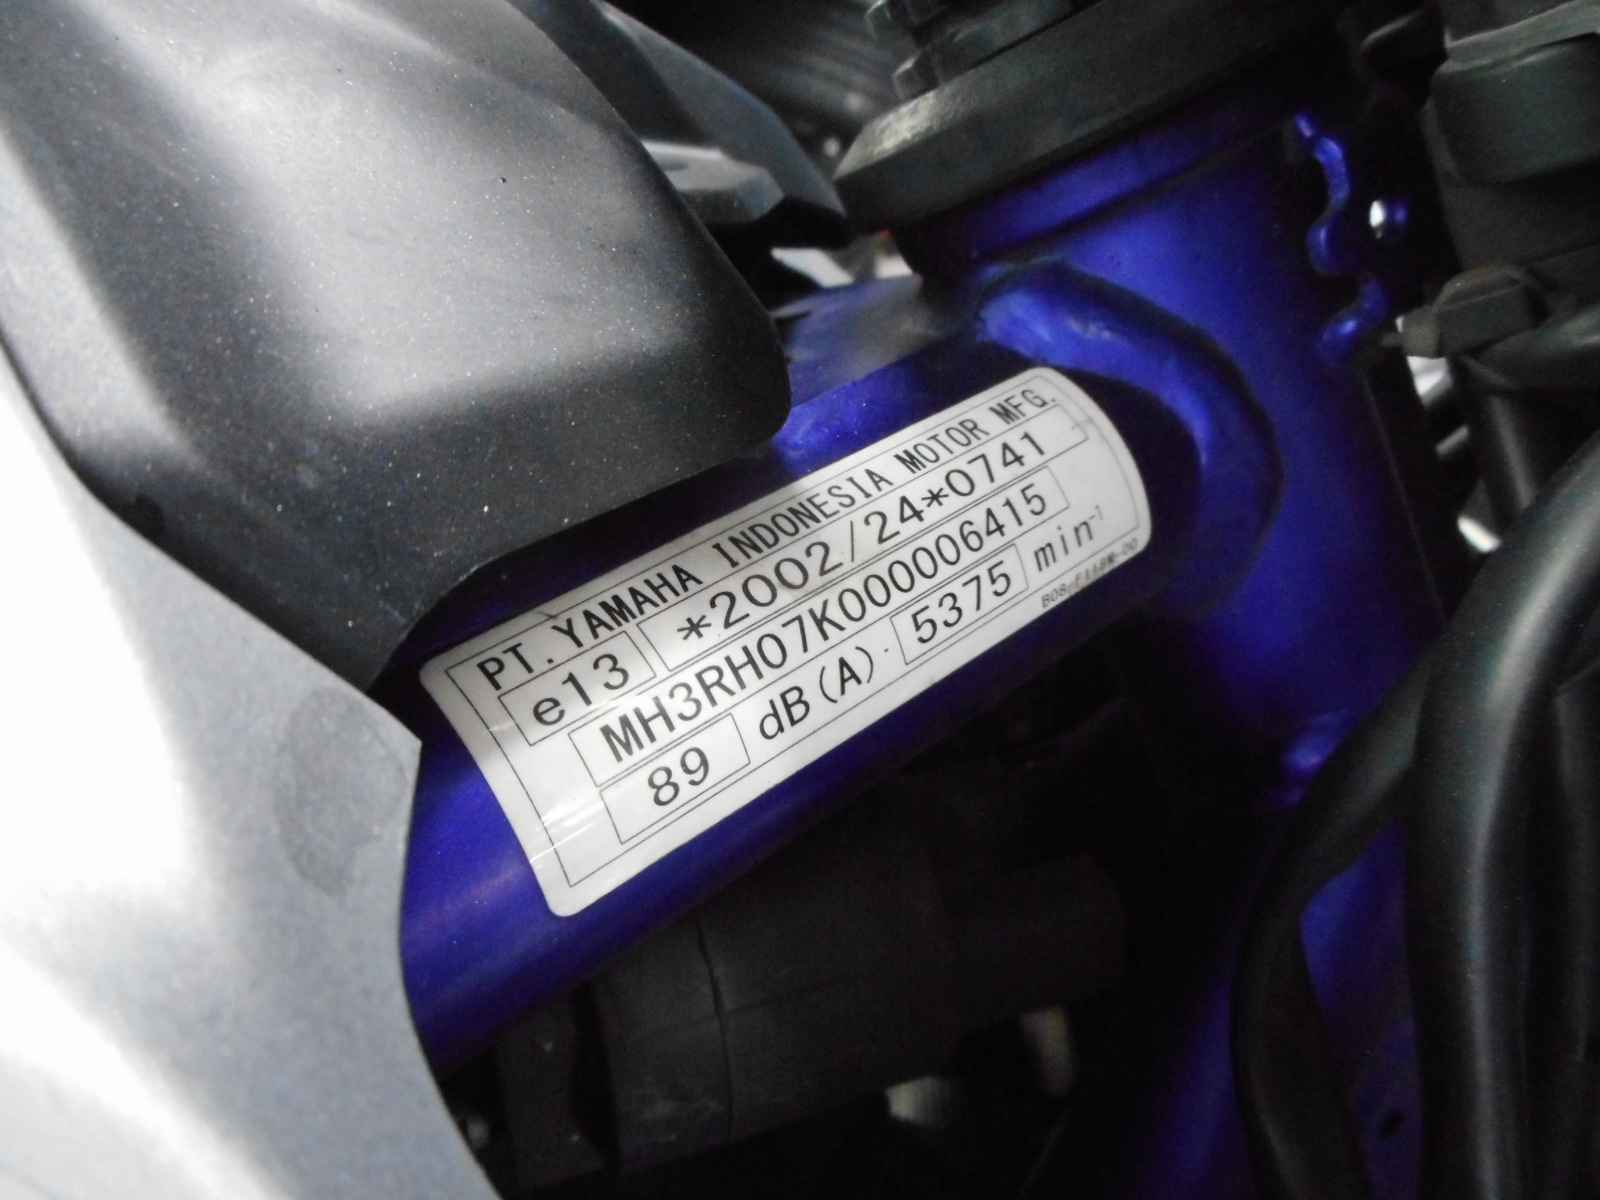 PT. YAMAHA INDONESIA MOTOR MFG.
e13 *2002/24*0741
MH3RH07K000006415
89 dB(A)· 5375 min⁻¹